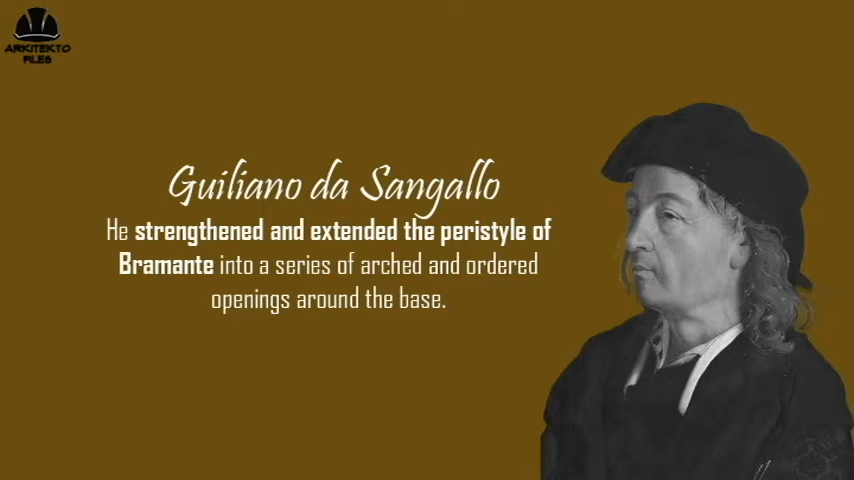 ARKITEKTO
FILES
Guiliano da Sangallo
He strengthened and extended the peristyle of
Bramante into a series of arched and ordered
openings around the base.